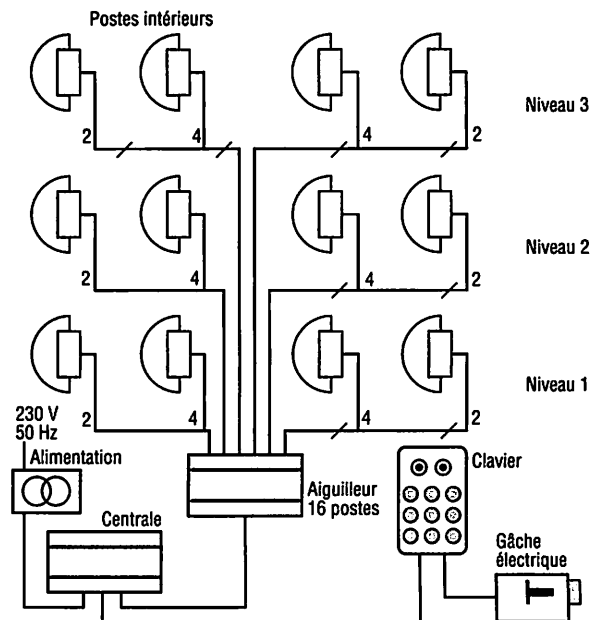 Postes intérieurs
2
4
4
2
Niveau 3
2
4
4
2
Niveau 2
2
4
4
2
Niveau 1
230 V
50 Hz
Alimentation
Centrale
Aiguilleur
16 postes
Clavier
Gâche
électrique